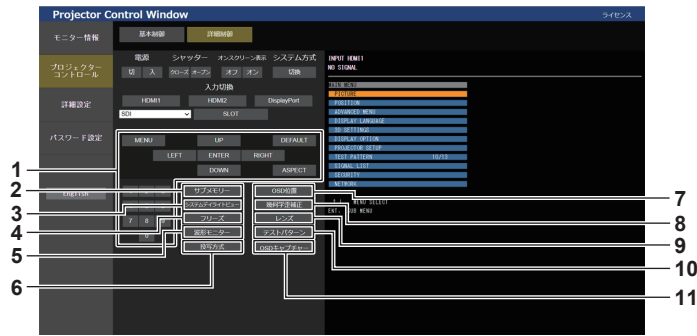 Projector Control Window
ライセンス
モニター情報
基本制御
詳細制御
プロジェクター
コントロール
詳細設定
パスワード設定
English
電源
シャッター
オンスクリーン表示
システム方式
切
入
クローズ
オープン
オフ
オン
切換
入力切換
HDMI1
HDMI2
DisplayPort
SDI
SLOT
MENU
UP
DEFAULT
LEFT
ENTER
RIGHT
DOWN
ASPECT
サブメモリー
OSD位置
システムデイライトビュー
幾何学歪補正
フリーズ
レンズ
波形モニター
テストパターン
投写方式
OSDキャプチャー
7
8
INPUT HDMI1
NO SIGNAL
MAIN MENU
PICTURE
POSITION
ADVANCED MENU
DISPLAY LANGUAGE
3D SETTINGS
DISPLAY OPTION
PROJECTOR SETUP
TEST PATTERN 10/13
SIGNAL LIST
SECURITY
NETWORK
MENU SELECT
SUB MENU
1
2
3
4
5
6
7
8
9
10
11